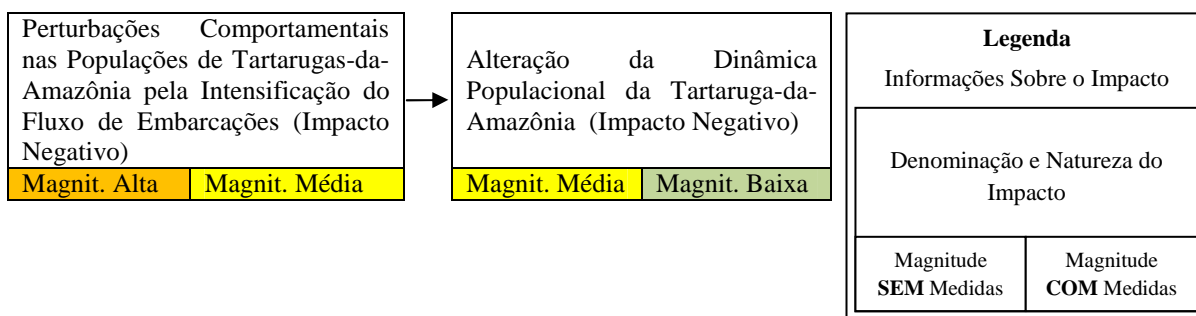 Perturbações Comportamentais
nas Populações de Tartarugas-da-
Amazônia pela Intensificação do
Fluxo de Embarcações (Impacto
Negativo)
Magnit. Alta
Magnit. Média
Alteração da Dinâmica
Populacional da Tartaruga-da-
Amazônia (Impacto Negativo)
Magnit. Média
Magnit. Baixa
Legenda
Informações Sobre o Impacto
Denominação e Natureza do
Impacto
Magnitude
SEM Medidas
Magnitude
COM Medidas